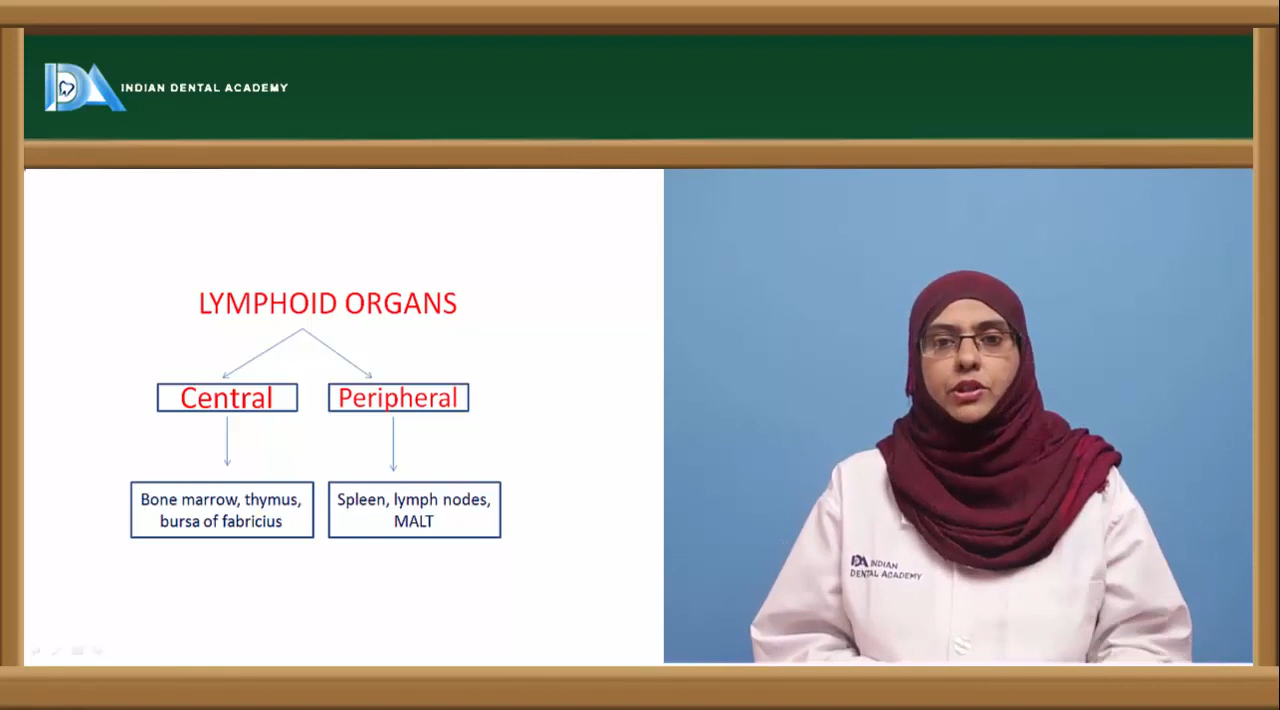 INDIAN DENTAL ACADEMY
LYMPHOID ORGANS
Central
Peripheral
Bone marrow, thymus,
bursa of fabricius
Spleen, lymph nodes,
MALT
IDA INDIAN
DENTAL ACADEMY